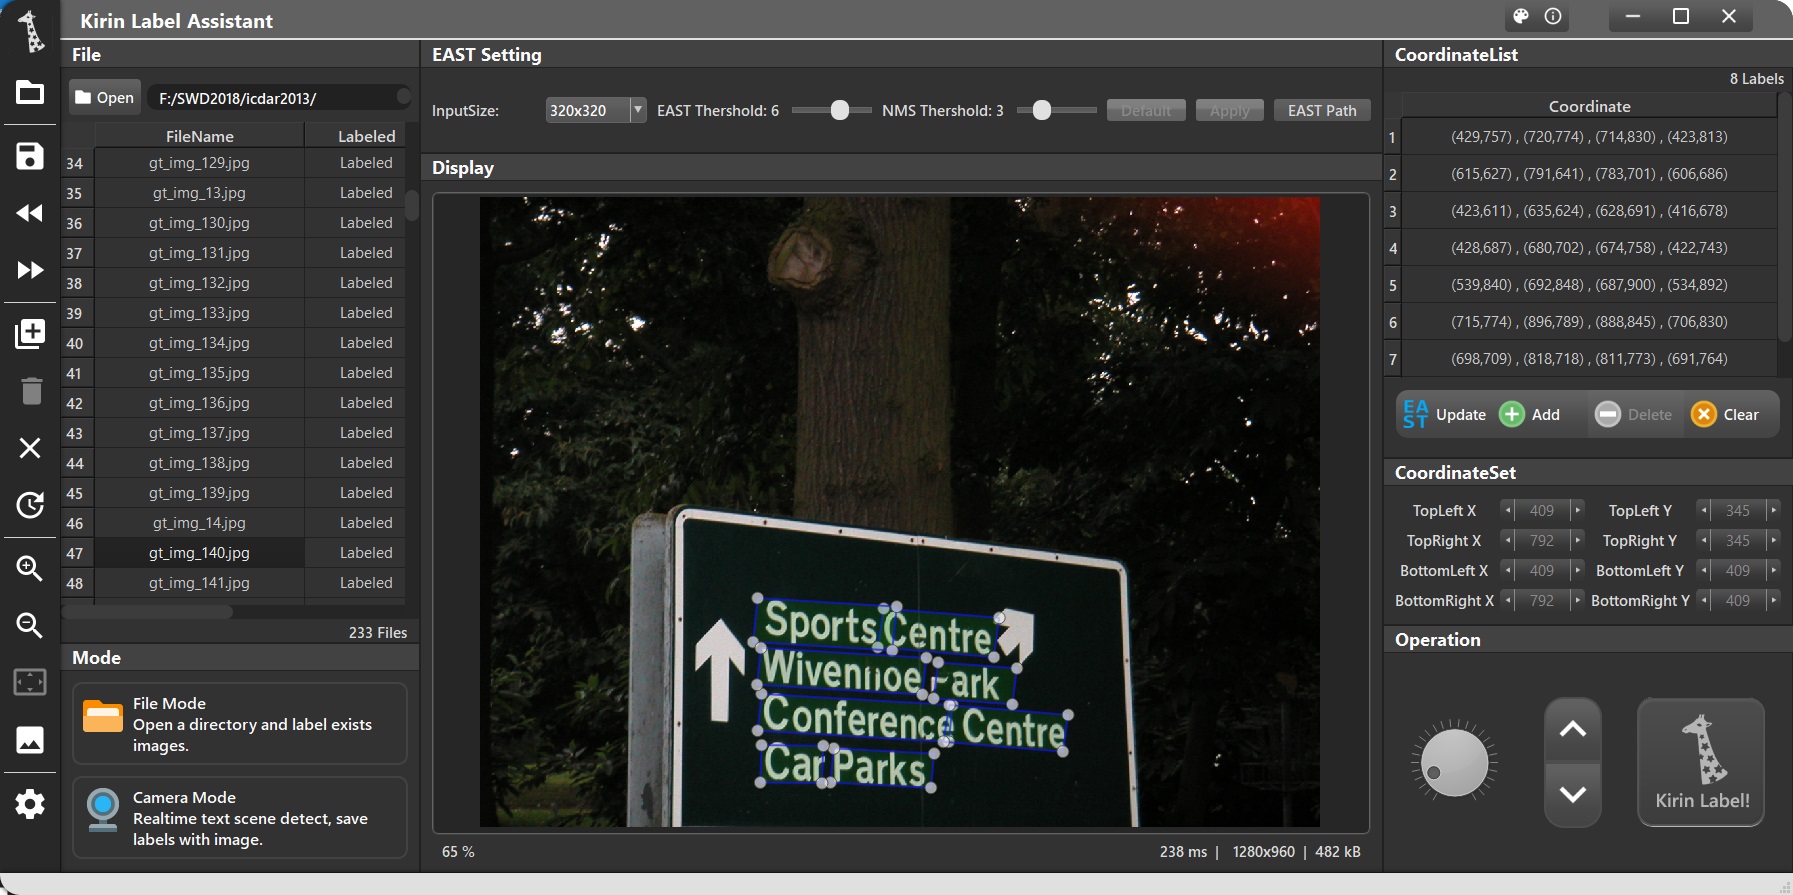 Kirin Label Assistant
File
Open F:/SWD2018/icdar2013/
FileName Labeled
34 gt_img_129.jpg Labeled
35 gt_img_13.jpg Labeled
36 gt_img_130.jpg Labeled
37 gt_img_131.jpg Labeled
38 gt_img_132.jpg Labeled
39 gt_img_133.jpg Labeled
40 gt_img_134.jpg Labeled
41 gt_img_135.jpg Labeled
42 gt_img_136.jpg Labeled
43 gt_img_137.jpg Labeled
44 gt_img_138.jpg Labeled
45 gt_img_139.jpg Labeled
46 gt_img_14.jpg Labeled
47 gt_img_140.jpg Labeled
48 gt_img_141.jpg Labeled
233 Files
Mode
File Mode
Open a directory and label exists
images.
Camera Mode
Realtime text scene detect, save
labels with image.
EAST Setting
InputSize: 320x320 EAST Thershold: 6 NMS Thershold: 3 Default Apply EAST Path
Display
Sports Centre
Wivenhoe Park
Conference Centre
Car Parks
65 % 238 ms | 1280x960 | 482 kB
CoordinateList
8 Labels
Coordinate
1 (429,757) , (720,774) , (714,830) , (423,813)
2 (615,627) , (791,641) , (783,701) , (606,686)
3 (423,611) , (635,624) , (628,691) , (416,678)
4 (428,687) , (680,702) , (674,758) , (422,743)
5 (539,840) , (692,848) , (687,900) , (534,892)
6 (715,774) , (896,789) , (888,845) , (706,830)
7 (698,709) , (818,718) , (811,773) , (691,764)
EAST Update Add Delete Clear
CoordinateSet
TopLeft X 409 TopLeft Y 345
TopRight X 792 TopRight Y 345
BottomLeft X 409 BottomLeft Y 409
BottomRight X 792 BottomRight Y 409
Operation
Kirin Label!